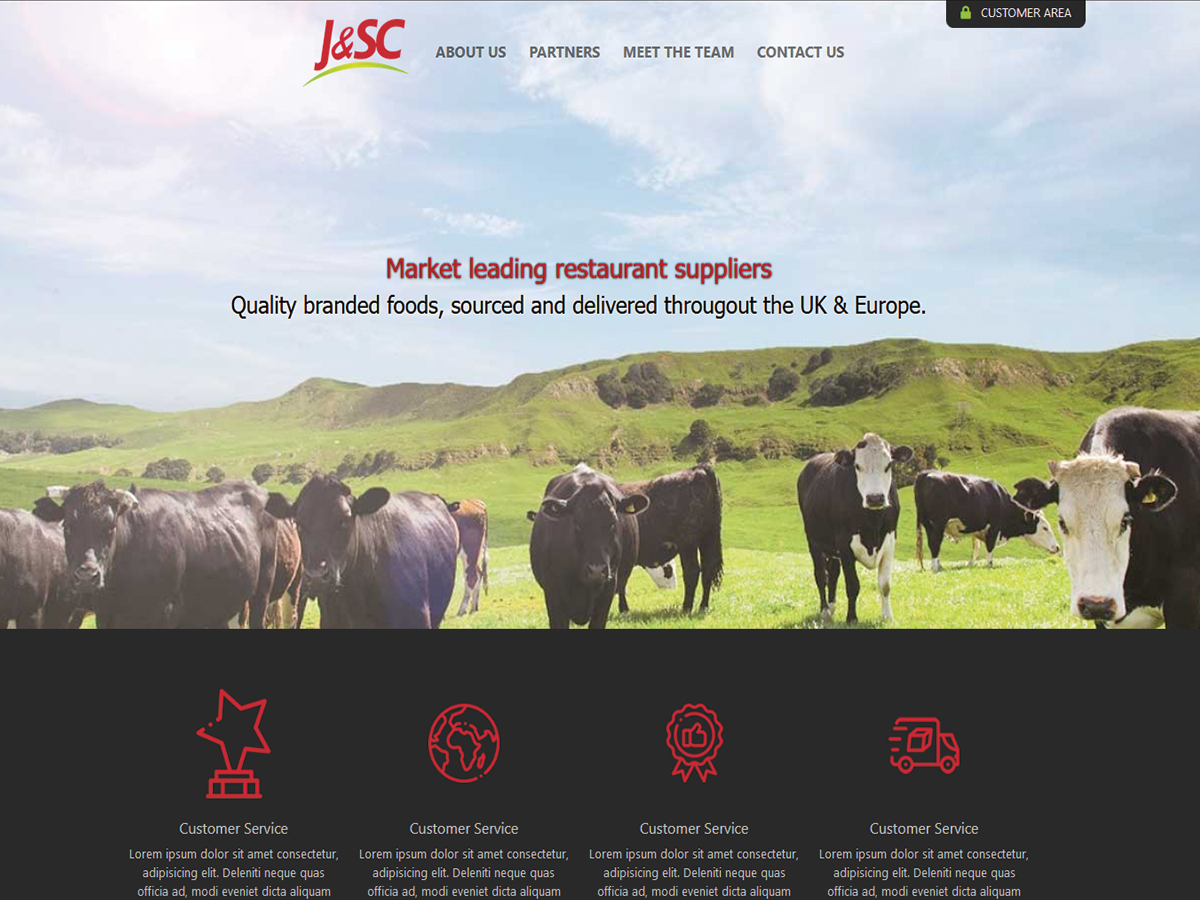 CUSTOMER AREA
J&SC
ABOUT US PARTNERS MEET THE TEAM CONTACT US
Market leading restaurant suppliers
Quality branded foods, sourced and delivered througout the UK & Europe.
Customer Service
Lorem ipsum dolor sit amet consectetur,
adipisicing elit. Deleniti neque quas
officia ad, modi eveniet dicta aliquam
Customer Service
Lorem ipsum dolor sit amet consectetur,
adipisicing elit. Deleniti neque quas
officia ad, modi eveniet dicta aliquam
Customer Service
Lorem ipsum dolor sit amet consectetur,
adipisicing elit. Deleniti neque quas
officia ad, modi eveniet dicta aliquam
Customer Service
Lorem ipsum dolor sit amet consectetur,
adipisicing elit. Deleniti neque quas
officia ad, modi eveniet dicta aliquam